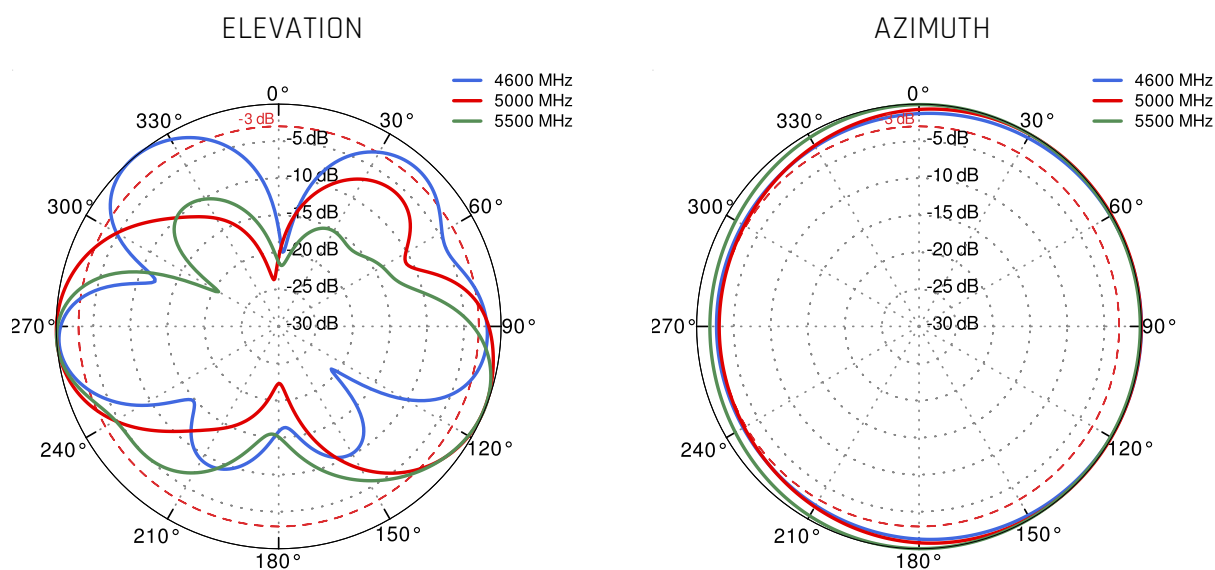 ELEVATION
4600 MHz
5000 MHz
5500 MHz
0°
330°
30°
-3 dB
-5 dB
-10 dB
300°
60°
-15 dB
-20 dB
-25 dB
270°
-30 dB
90°
240°
120°
210°
150°
180°
AZIMUTH
4600 MHz
5000 MHz
5500 MHz
0°
330°
30°
3 dB
-5 dB
-10 dB
300°
60°
-15 dB
-20 dB
-25 dB
270°
-30 dB
90°
240°
120°
210°
150°
180°